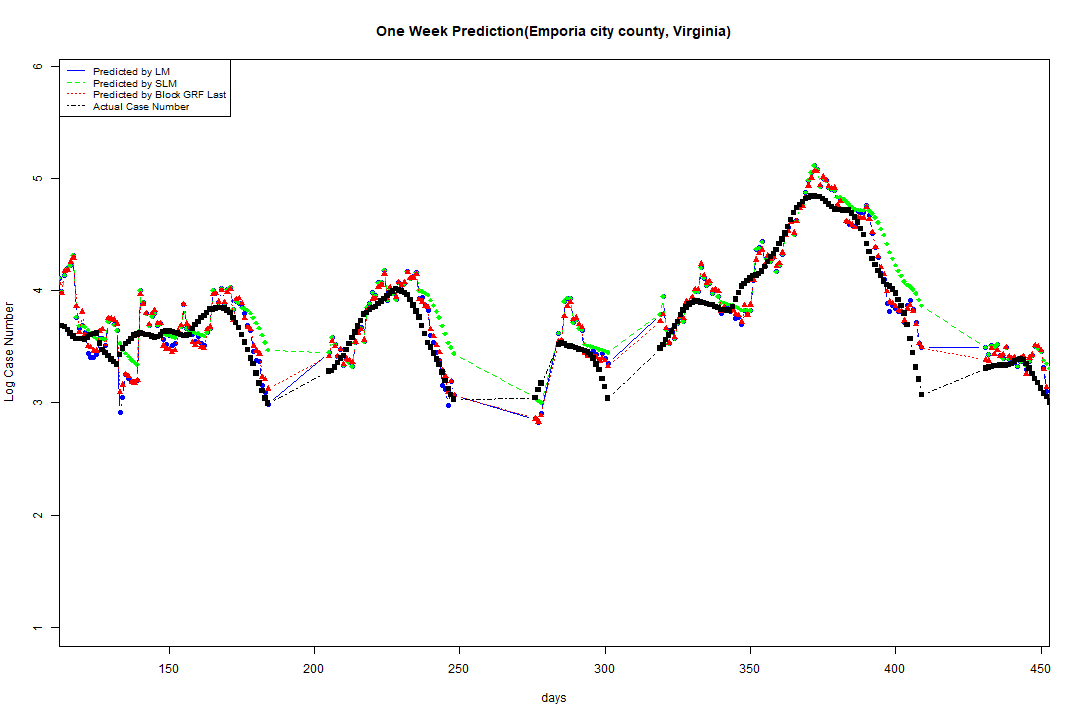 One Week Prediction(Emporia city county, Virginia)
Predicted by LM
Predicted by SLM
Predicted by Block GRF Last
Actual Case Number
Log Case Number
6
5
4
3
2
1
150 200 250 300 350 400 450
days